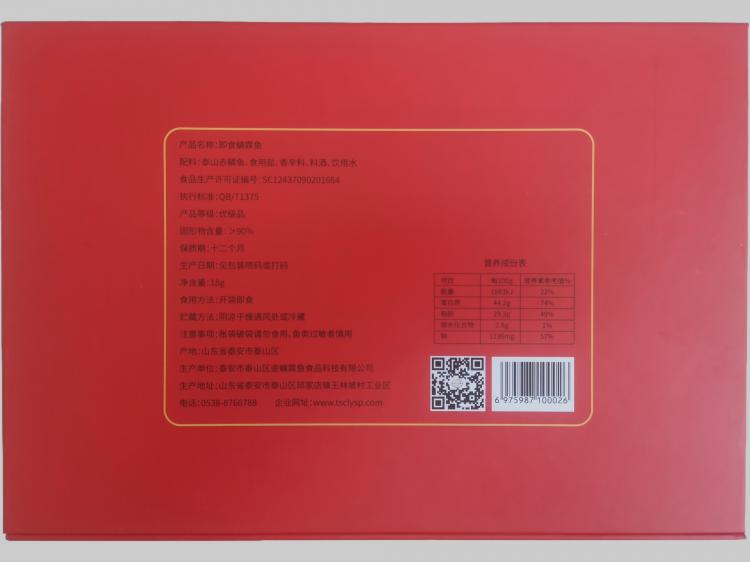 产品名称:即食螭霖鱼
配料:泰山赤鳞鱼、食用盐、香辛料、料酒、饮用水
食品生产许可证编号:SC12437090201664
执行标准:QB/T1375
产品等级:优级品
固形物含量:>90%
保质期:十二个月
生产日期:见包装喷码或打码
净含量:18g
食用方法:开袋即食
贮藏方法:阴凉干燥通风处或冷藏
注意事项:胀袋破袋请勿食用,鱼类过敏者慎用
产地:山东省泰安市泰山区
生产单位:泰安市泰山区 螭霖鱼食品科技有限公司
生产地址:山东省泰安市泰山区邱家店镇王林坡村工业区
电话:0538-8766788 企业网址:www.tsclysp.com
营养成份表
项目 每100g 营养素参考值%
能量 1883kJ 22%
蛋白质 44.2g 74%
脂肪 29.3g 49%
碳水化合物 2.6g 1%
钠 1135mg 57%
6 975987 100026